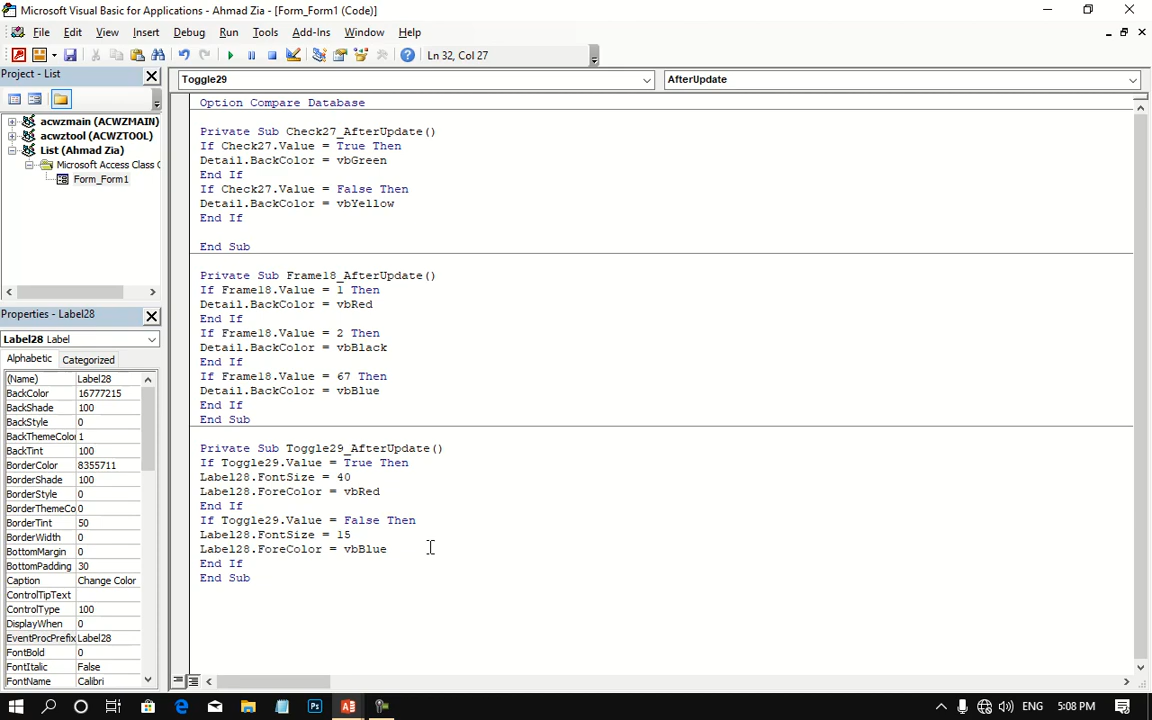 Microsoft Visual Basic for Applications - Ahmad Zia - [Form_Form1 (Code)]
File Edit View Insert Debug Run Tools Add-Ins Window Help
Ln 32, Col 27
Project - List
Toggle29
AfterUpdate
acwzmain (ACWZMAIN)
acwztool (ACWZTOOL)
List (Ahmad Zia)
Microsoft Access Class
Form_Form1
Properties - Label28
Label28 Label
Alphabetic Categorized
(Name) Label28
BackColor 16777215
BackShade 100
BackStyle 0
BackThemeColor 1
BackTint 100
BorderColor 8355711
BorderShade 100
BorderStyle 0
BorderThemeCo 0
BorderTint 50
BorderWidth 0
BottomMargin 0
BottomPadding 30
Caption Change Color
ControlTipText
ControlType 100
DisplayWhen 0
EventProcPrefix Label28
FontBold 0
FontItalic False
FontName Calibri
Option Compare Database
Private Sub Check27_AfterUpdate()
If Check27.Value = True Then
Detail.BackColor = vbGreen
End If
If Check27.Value = False Then
Detail.BackColor = vbYellow
End If
End Sub
Private Sub Frame18_AfterUpdate()
If Frame18.Value = 1 Then
Detail.BackColor = vbRed
End If
If Frame18.Value = 2 Then
Detail.BackColor = vbBlack
End If
If Frame18.Value = 67 Then
Detail.BackColor = vbBlue
End If
End Sub
Private Sub Toggle29_AfterUpdate()
If Toggle29.Value = True Then
Label28.FontSize = 40
Label28.ForeColor = vbRed
End If
If Toggle29.Value = False Then
Label28.FontSize = 15
Label28.ForeColor = vbBlue
End If
End Sub
ENG 5:08 PM